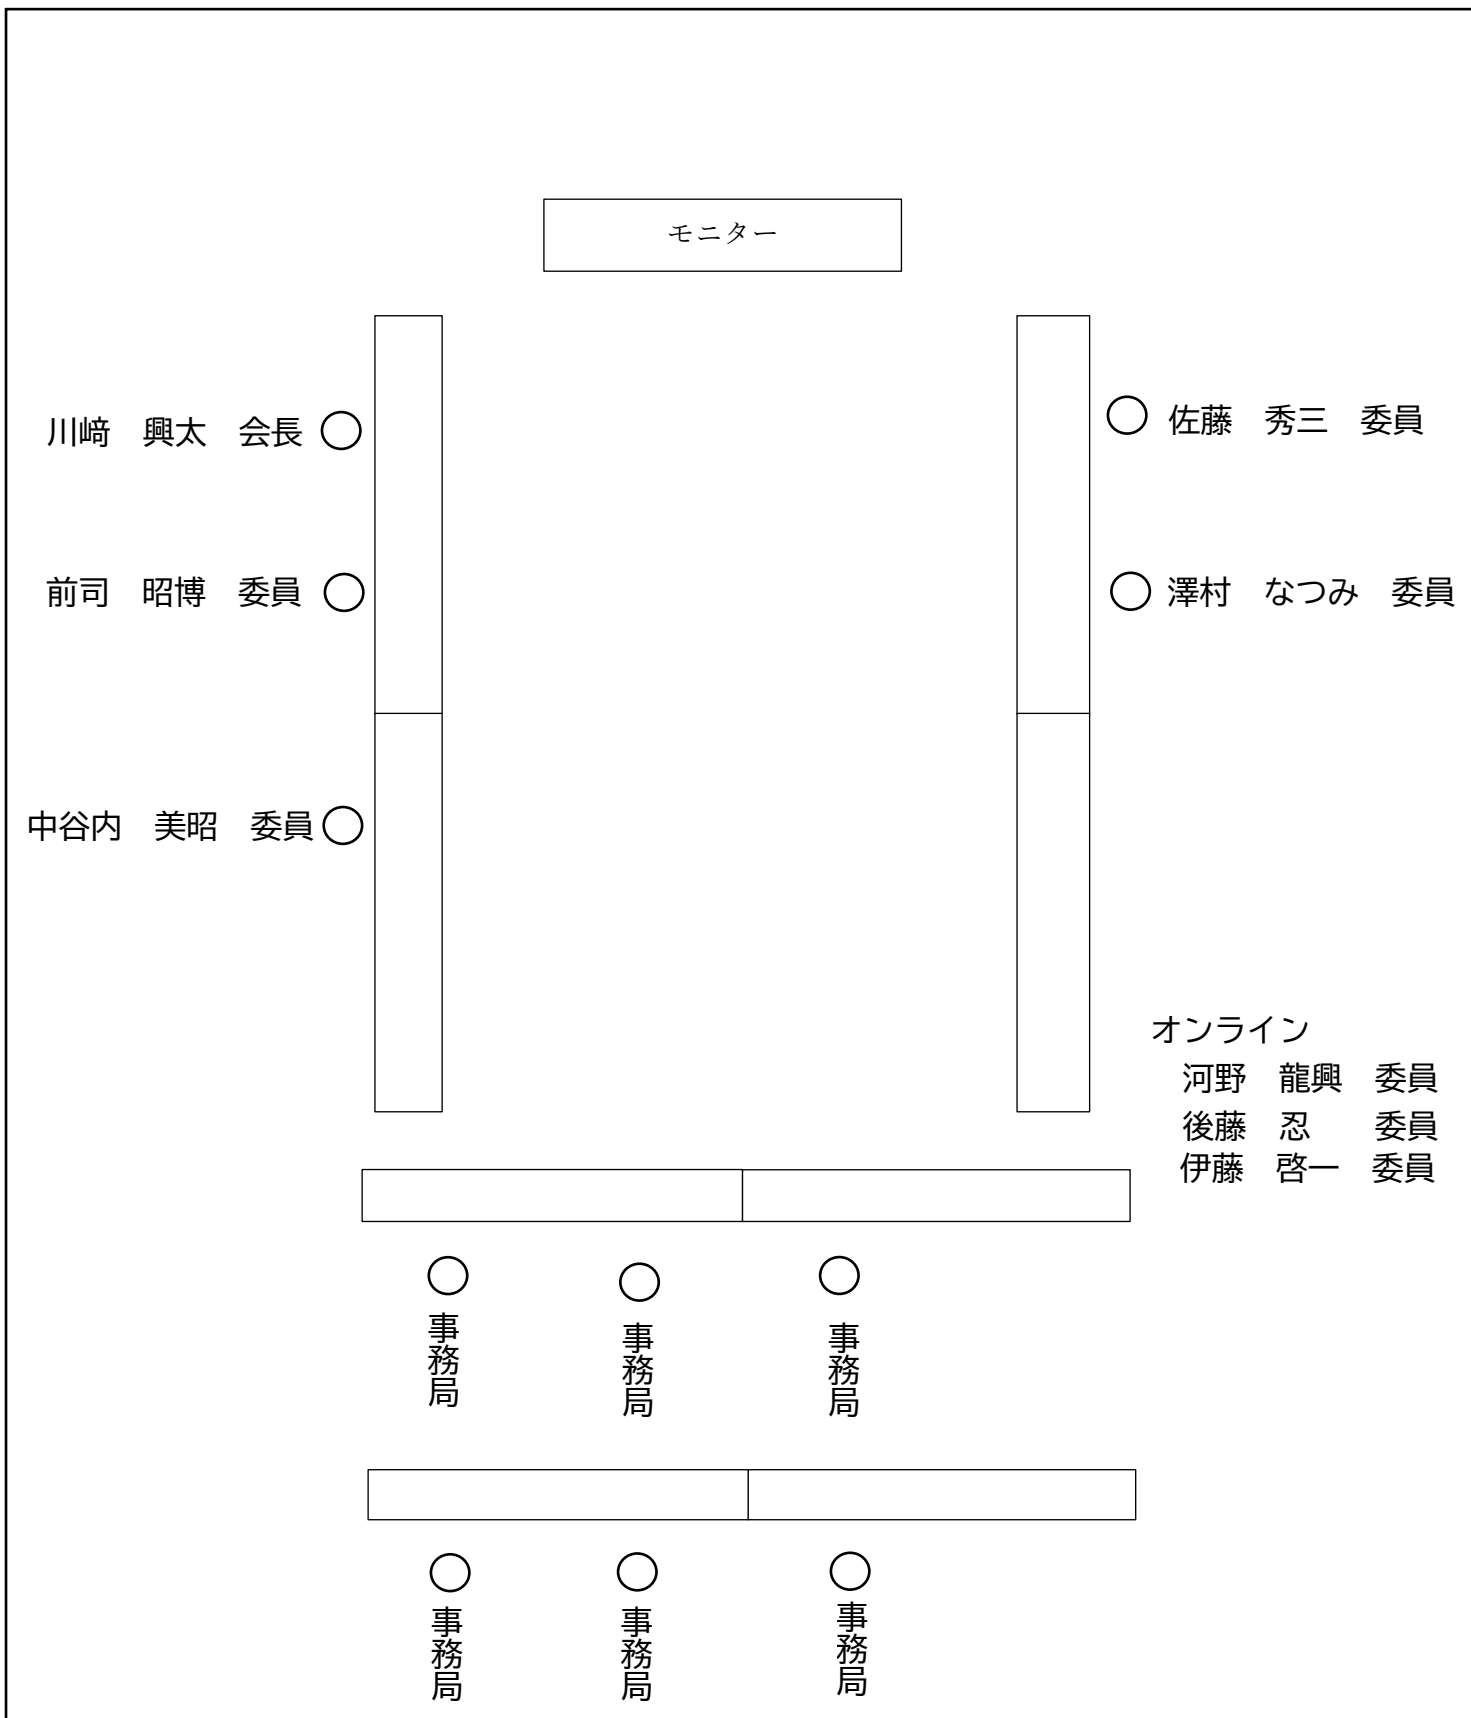 モニター
川﨑　興太　会長
佐藤　秀三　委員
前司　昭博　委員
澤村　なつみ　委員
中谷内　美昭　委員
オンライン
河野　龍興　委員
後藤　忍　　委員
伊藤　啓一　委員
事務局
事務局
事務局
事務局
事務局
事務局